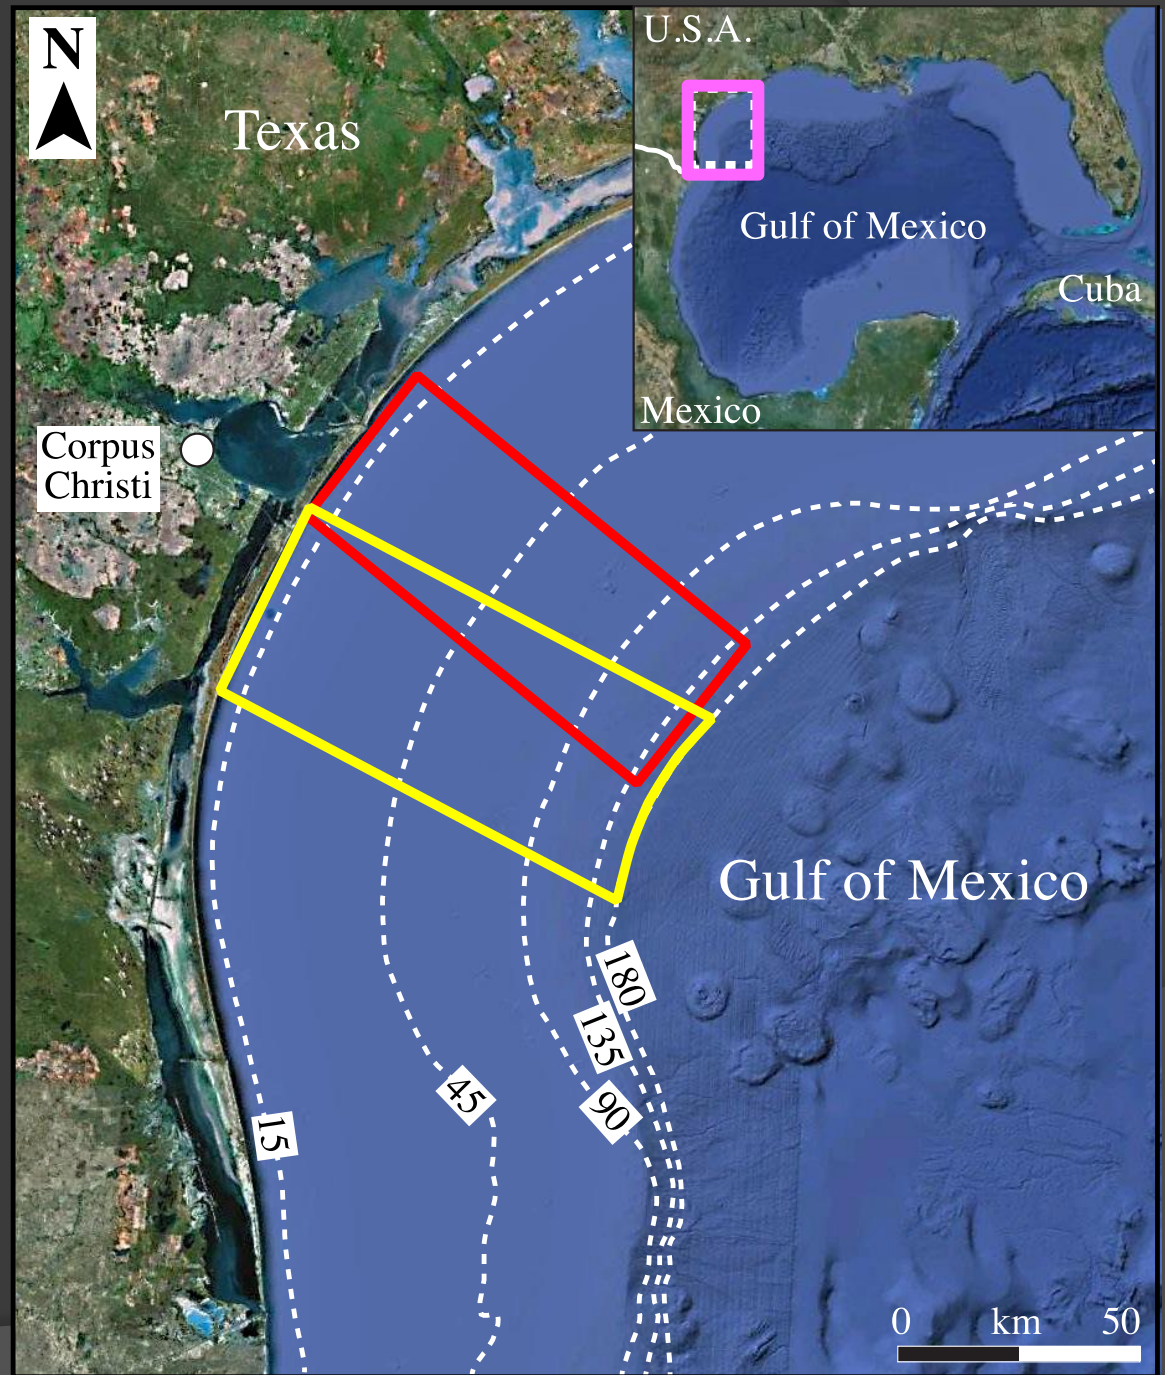 N
Texas
U.S.A.
Gulf of Mexico
Cuba
Mexico
Corpus
Christi
Gulf of Mexico
180
135
90
45
15
0 km 50